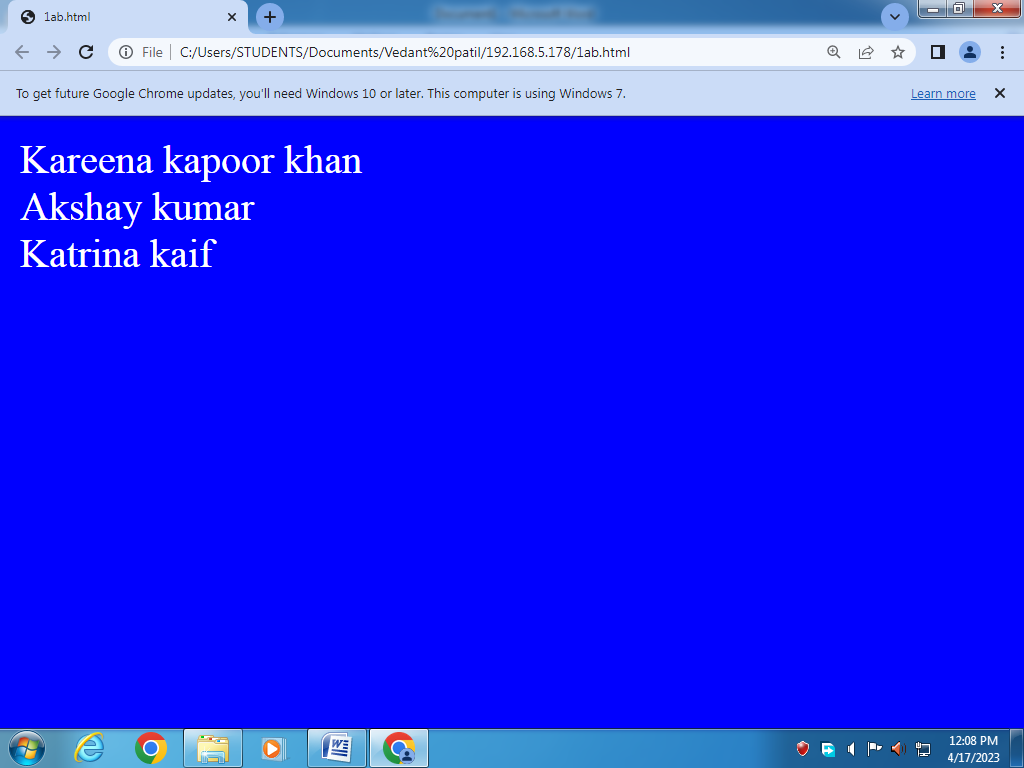 1ab.html
File
C:/Users/STUDENTS/Documents/Vedant%20patil/192.168.5.178/1ab.html
To get future Google Chrome updates, you'll need Windows 10 or later. This computer is using Windows 7.
Learn more
Kareena kapoor khan
Akshay kumar
Katrina kaif
12:08 PM
4/17/2023